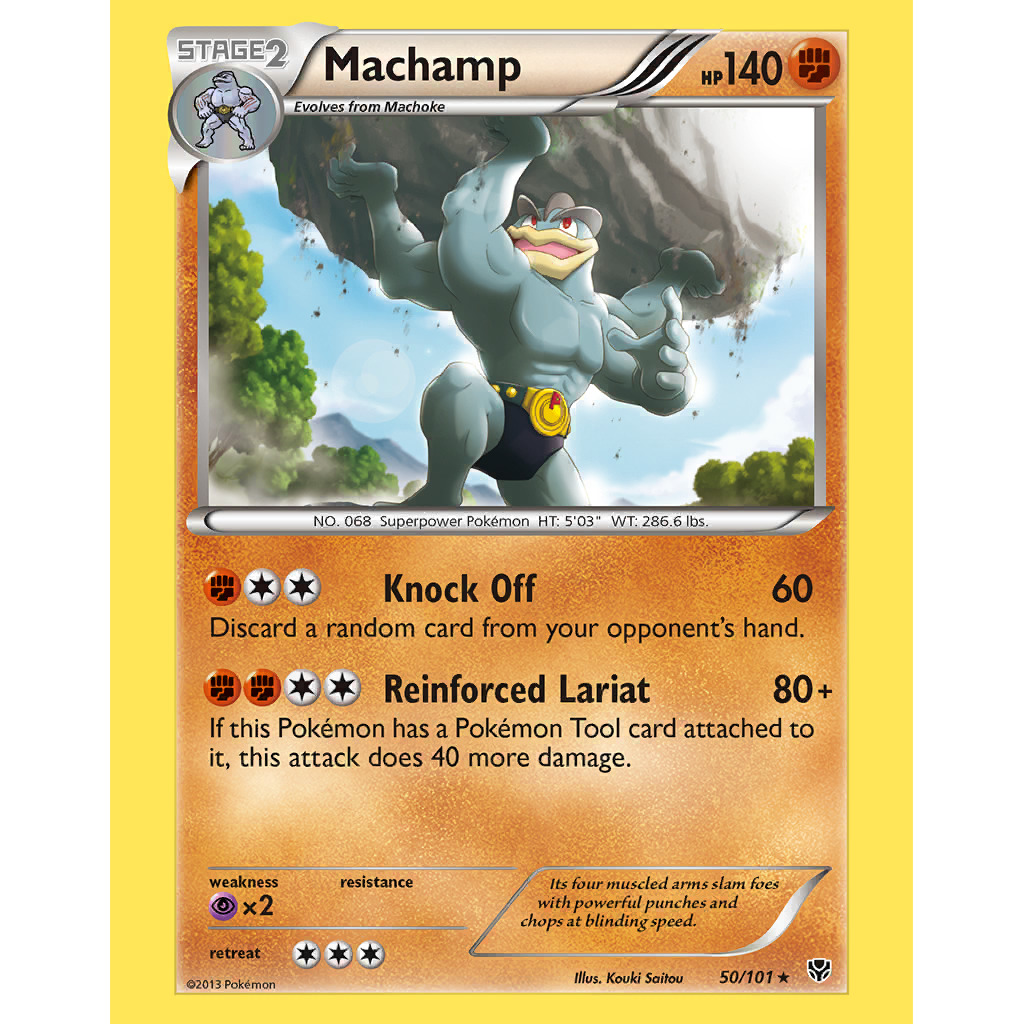 STAGE2
Machamp
HP140
Evolves from Machoke
NO. 068 Superpower Pokémon HT: 5'03" WT: 286.6 lbs.
Knock Off 60
Discard a random card from your opponent's hand.
Reinforced Lariat 80+
If this Pokémon has a Pokémon Tool card attached to
it, this attack does 40 more damage.
weakness resistance
×2
Its four muscled arms slam foes
with powerful punches and
chops at blinding speed.
retreat
Illus. Kouki Saitou 50/101 ★
©2013 Pokémon